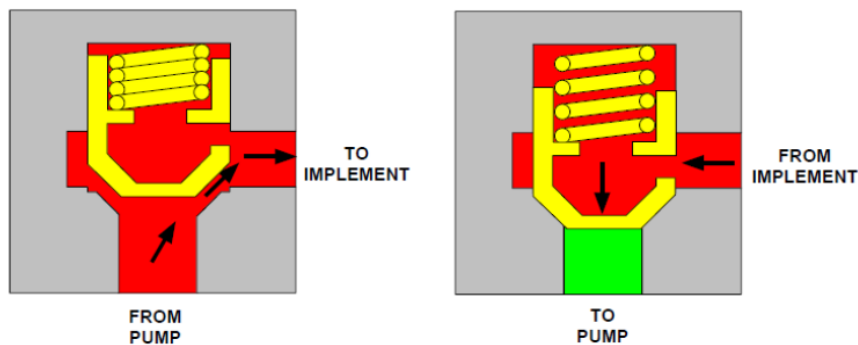 TO
IMPLEMENT
FROM
PUMP
FROM
IMPLEMENT
TO
PUMP